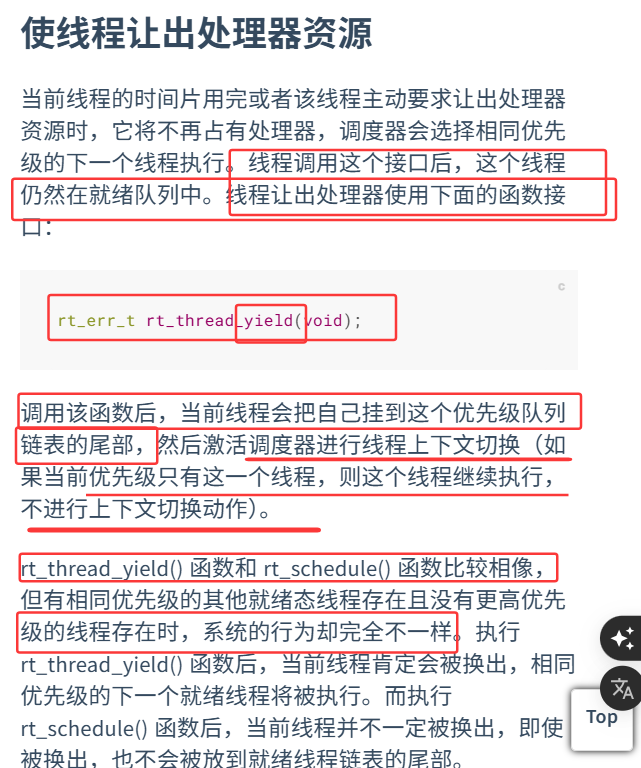 使线程让出处理器资源
当前线程的时间片用完或者该线程主动要求让出处理器
资源时，它将不再占有处理器，调度器会选择相同优先
级的下一个线程执行。线程调用这个接口后，这个线程
仍然在就绪队列中。线程让出处理器使用下面的函数接
口：
c
rt_err_t rt_thread_yield(void);
调用该函数后，当前线程会把自己挂到这个优先级队列
链表的尾部，然后激活调度器进行线程上下文切换（如
果当前优先级只有这一个线程，则这个线程继续执行，
不进行上下文切换动作）。
rt_thread_yield() 函数和 rt_schedule() 函数比较相像，
但有相同优先级的其他就绪态线程存在且没有更高优先
级的线程存在时，系统的行为却完全不一样。执行
rt_thread_yield() 函数后，当前线程肯定会被换出，相同
优先级的下一个就绪线程将被执行。而执行
rt_schedule() 函数后，当前线程并不一定被换出，即使
被换出，也不会被放到就绪线程链表的尾部。
Top